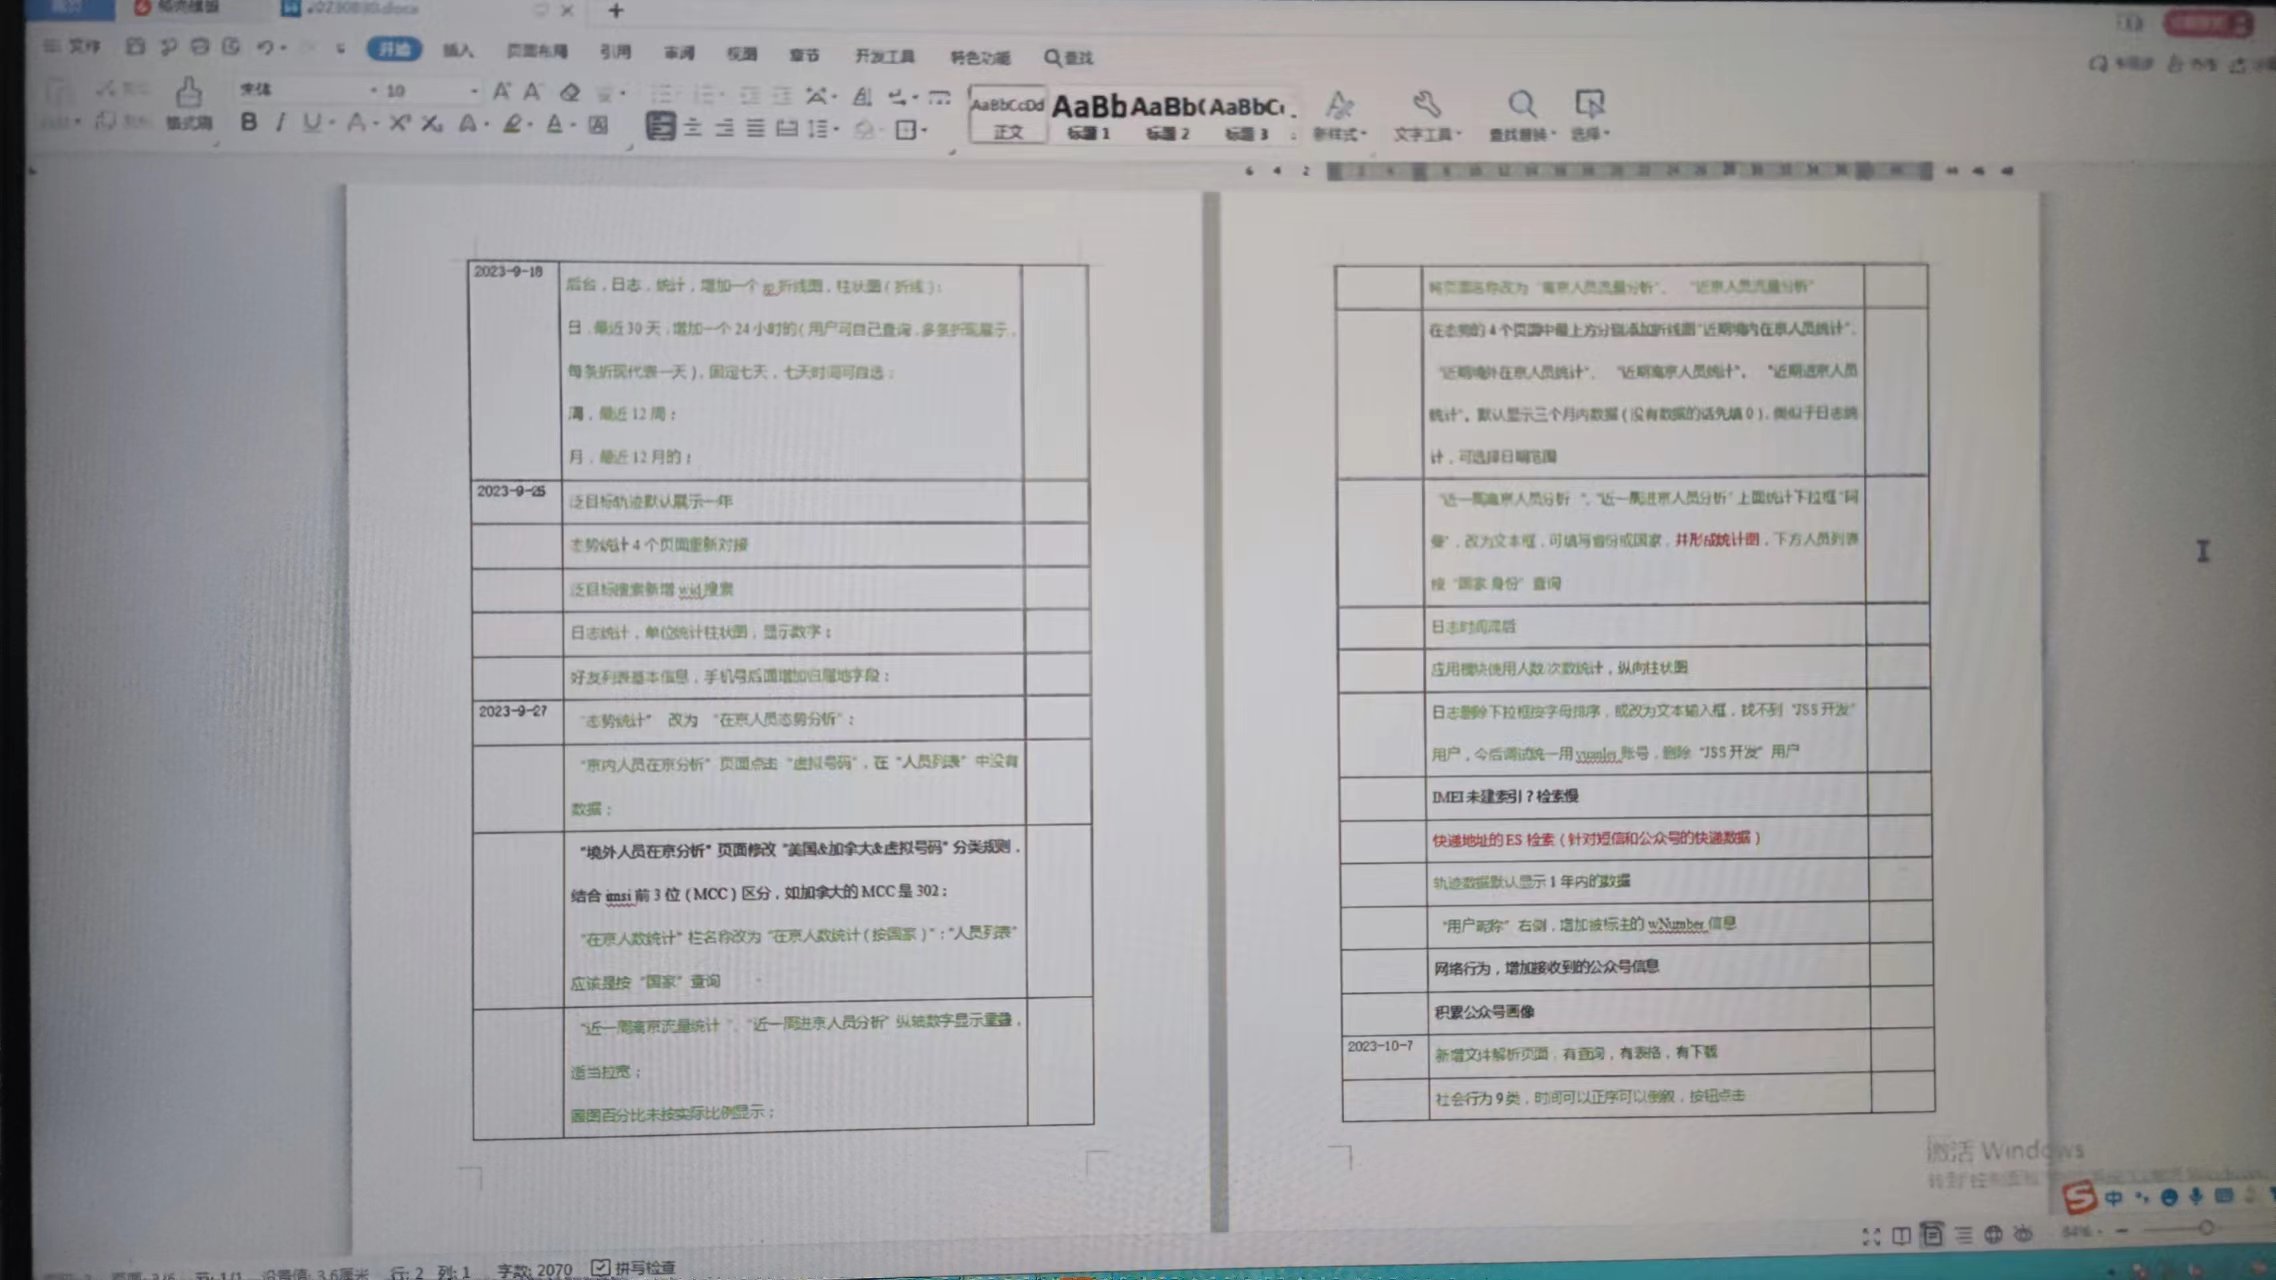 文件
开始
插入
页面布局
引用
审阅
视图
章节
开发工具
特色功能
查找
宋体
10
格式刷
AaBbCcDd
正文
AaBb
标题 1
AaBb(
标题 2
AaBbC
标题 3
新样式
文字工具
查找替换
选择
2023-9-18
后台，日志，统计，增加一个 折线图，柱状图（折线）；
日，最近 30 天，增加一个 24 小时的（用户可自己查询，多条折现展示，
每条折现代表一天），固定七天，七天时间可自选；
周，最近 12 周；
月，最近 12 月的；
2023-9-25
泛目标轨迹默认展示一年
态势统计 4 个页面重新对接
泛目标搜索新增 wid 搜索
日志统计，单位统计柱状图，显示数字；
好友列表基本信息，手机号后面增加归属地字段；
2023-9-27
“态势统计” 改为 “在京人员态势分析”；
“京内人员在京分析” 页面点击 “虚拟号码”，在 “人员列表” 中没有
数据；
“境外人员在京分析” 页面修改 “美国&加拿大&虚拟号码” 分类规则，
结合 imsi 前 3 位（MCC）区分，如加拿大的 MCC 是 302；
“在京人数统计” 栏名称改为 “在京人数统计（按国家）”；“人员列表”
应该是按 “国家” 查询
“近一周离京流量统计 ”、“近一周进京人员分析” 纵轴数字显示重叠，
适当拉宽；
圆图百分比未按实际比例显示；
将页面名称改为 “离京人员流量分析”、 “近京人员流量分析”
在态势的 4 个页面中最上方分别添加折线图“近期境内在京人员统计”、
“近期境外在京人员统计”、 “近期离京人员统计”、 “近期进京人员
统计”，默认显示三个月内数据（没有数据的话先填 0），类似于日志统
计，可选择日期范围
“近一周离京人员分析 ”、“近一周进京人员分析” 上面统计下拉框“阿
曼”，改为文本框，可填写省份或国家，并形成统计图，下方人员列表
按 “国家 身份” 查询
日志时间滞后
应用模块使用人数/次数统计，纵向柱状图
日志删除下拉框按字母排序，或改为文本输入框，找不到 “JSS 开发”
用户，今后调试统一用 账号，删除 “JSS 开发” 用户
IMEI 未建索引？检索慢
快递地址的 ES 检索（针对短信和公众号的快递数据）
轨迹数据默认显示 1 年内的数据
“用户昵称” 右侧，增加被标注的 wNumber 信息
网络行为，增加接收到的公众号信息
积累公众号画像
2023-10-7
新增文件解析页面，有查询，有表格，有下载
社会行为 9 类，时间可以正序可以倒叙，按钮点击
激活 Windows
中
行: 2 列: 1 字数: 2070 拼写检查